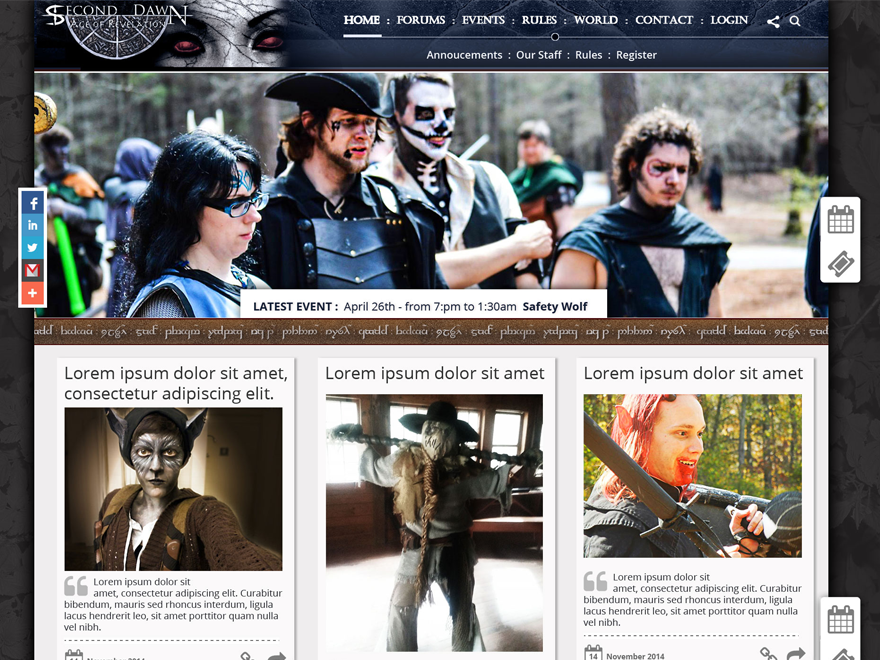 Second Dawn
Age of Revelation
HOME : FORUMS : EVENTS : RULES : WORLD : CONTACT : LOGIN
Annoucements : Our Staff : Rules : Register
LATEST EVENT : April 26th - from 7:pm to 1:30am Safety Wolf
Lorem ipsum dolor sit amet,
consectetur adipiscing elit.
Lorem ipsum dolor sit
amet, consectetur adipiscing elit. Curabitur
bibendum, mauris sed rhoncus interdum, ligula
lacus hendrerit leo, sit amet porttitor quam nulla
vel nibh.
14 November 2014
Lorem ipsum dolor sit amet
Lorem ipsum dolor sit amet
Lorem ipsum dolor sit
amet, consectetur adipiscing elit. Curabitur
bibendum, mauris sed rhoncus interdum, ligula
lacus hendrerit leo, sit amet porttitor quam nulla
vel nibh.
14 November 2014